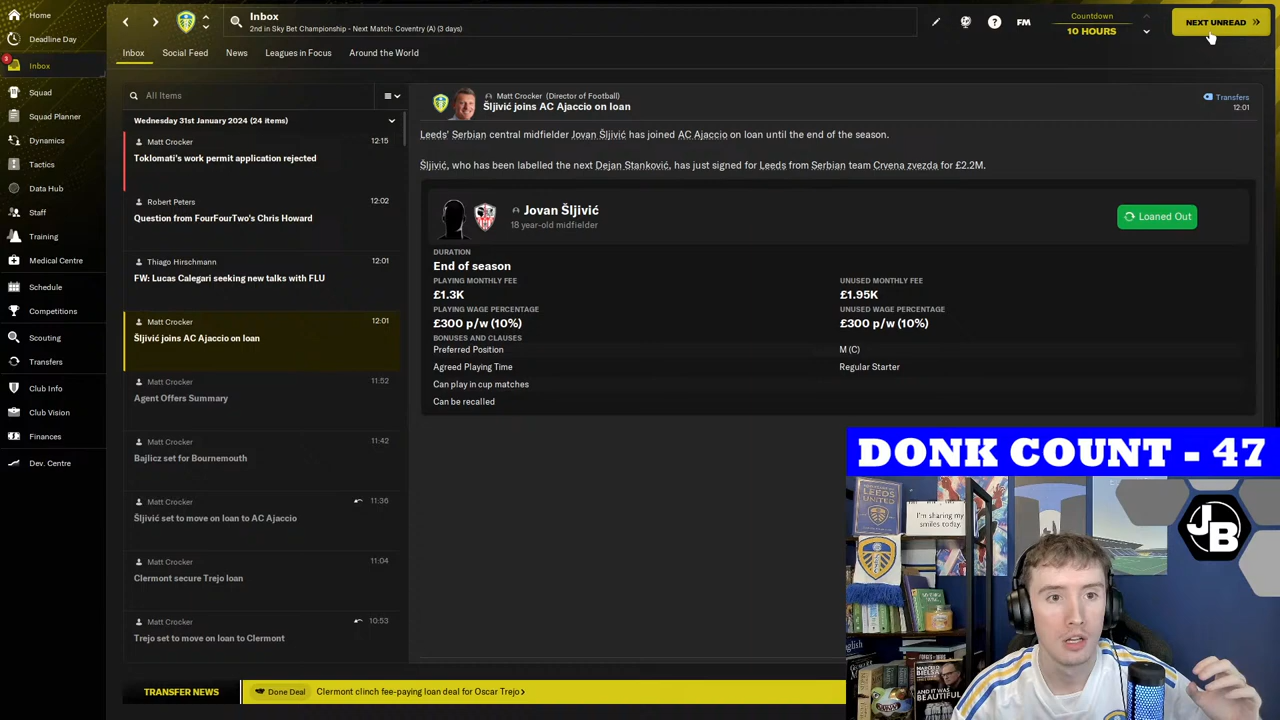 Home
Deadline Day
3
Inbox
Squad
Squad Planner
Dynamics
Tactics
Data Hub
Staff
Training
Medical Centre
Schedule
Competitions
Scouting
Transfers
Club Info
Club Vision
Finances
Dev. Centre
Inbox
2nd in Sky Bet Championship - Next Match: Coventry (A) (3 days)
FM
Countdown
10 HOURS
NEXT UNREAD
Inbox
Social Feed
News
Leagues in Focus
Around the World
All Items
Wednesday 31st January 2024 (24 items)
Matt Crocker
12:15
Toklomati's work permit application rejected
Robert Peters
12:02
Question from FourFourTwo's Chris Howard
Thiago Hirschmann
12:01
FW: Lucas Calegari seeking new talks with FLU
Matt Crocker
12:01
Šljivić joins AC Ajaccio on loan
Matt Crocker
11:52
Agent Offers Summary
Matt Crocker
11:42
Bajlicz set for Bournemouth
Matt Crocker
11:36
Šljivić set to move on loan to AC Ajaccio
Matt Crocker
11:04
Clermont secure Trejo loan
Matt Crocker
10:53
Trejo set to move on loan to Clermont
Matt Crocker (Director of Football)
Šljivić joins AC Ajaccio on loan
Transfers
12:01
Leeds' Serbian central midfielder Jovan Šljivić has joined AC Ajaccio on loan until the end of the season.
Šljivić, who has been labelled the next Dejan Stanković, has just signed for Leeds from Serbian team Crvena zvezda for £2.2M.
Jovan Šljivić
18 year-old midfielder
Loaned Out
DURATION
End of season
PLAYING MONTHLY FEE
£1.3K
UNUSED MONTHLY FEE
£1.95K
PLAYING WAGE PERCENTAGE
£300 p/w (10%)
UNUSED WAGE PERCENTAGE
£300 p/w (10%)
BONUSES AND CLAUSES
Preferred Position
M (C)
Agreed Playing Time
Regular Starter
Can play in cup matches
Can be recalled
TRANSFER NEWS
Done Deal
Clermont clinch fee-paying loan deal for Oscar Trejo
DONK COUNT - 47
LEEDS
UNITED
I'm sharing my
smiles today.
JB
English
AND IT WAS
BEAUTIFUL